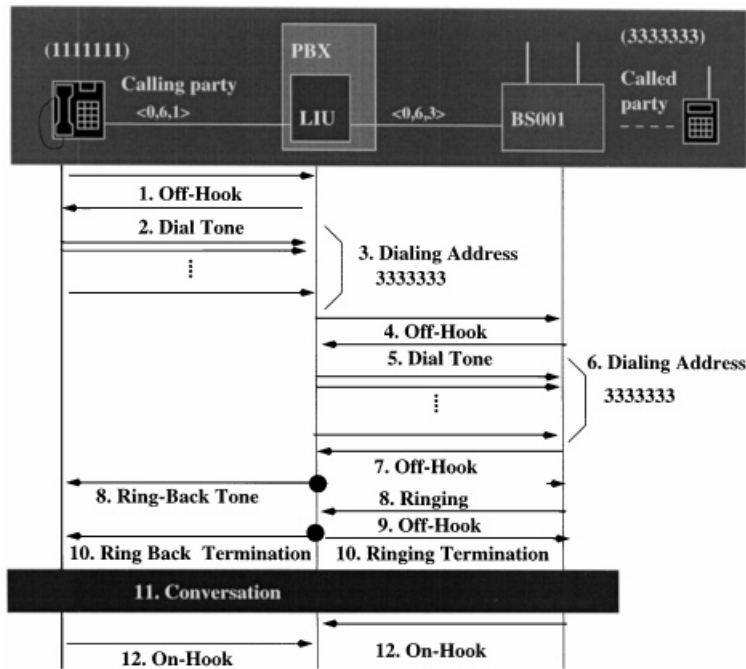 (1111111)
PBX
(3333333)
Calling party
Called
party
<0,6,1>
LIU
<0,6,3>
BS001
1. Off-Hook
2. Dial Tone
3. Dialing Address
3333333
4. Off-Hook
5. Dial Tone
6. Dialing Address
3333333
7. Off-Hook
8. Ring-Back Tone
8. Ringing
9. Off-Hook
10. Ring Back Termination
10. Ringing Termination
11. Conversation
12. On-Hook
12. On-Hook